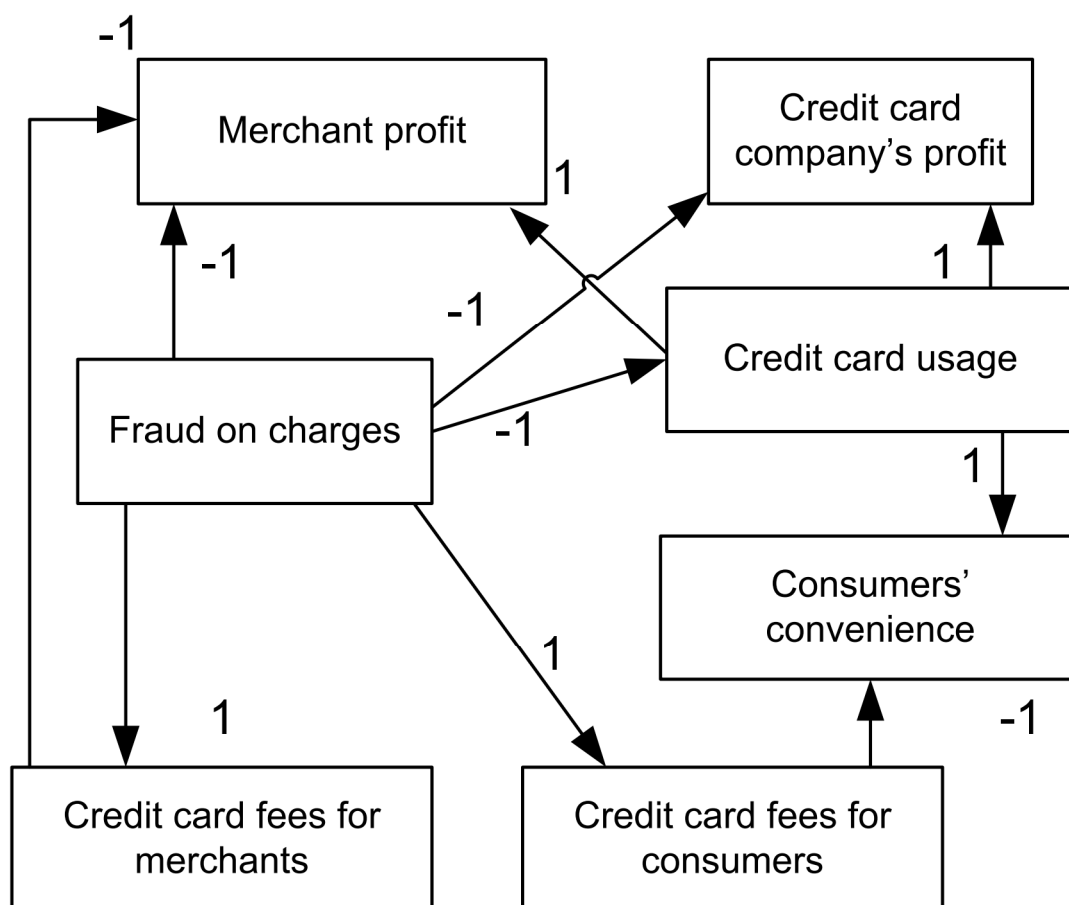 -1
Merchant profit
Credit card
company’s profit
1
-1
1
-1
Credit card usage
Fraud on charges
-1
1
Consumers’
convenience
1
1
-1
Credit card fees for
merchants
Credit card fees for
consumers